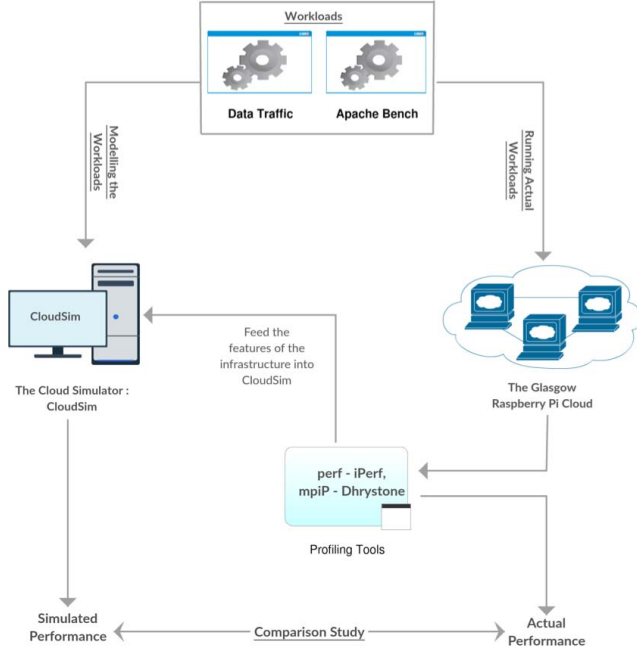 Workloads
Data Traffic
Apache Bench
Modelling the
Workloads
Running Actual
Workloads
CloudSim
The Cloud Simulator :
CloudSim
Feed the
features of the
infrastructure into
CloudSim
The Glasgow
Raspberry Pi Cloud
perf - iPerf,
mpiP - Dhrystone
Profiling Tools
Simulated
Performance
Comparison Study
Actual
Performance